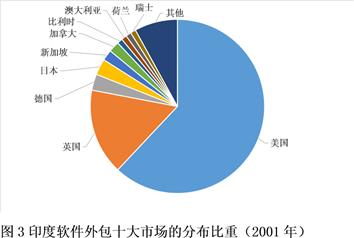 澳大利亚
荷兰
瑞士
比利时
其他
加拿大
新加坡
日本
德国
英国
美国
图 3 印度软件外包十大市场的分布比重（2001 年）